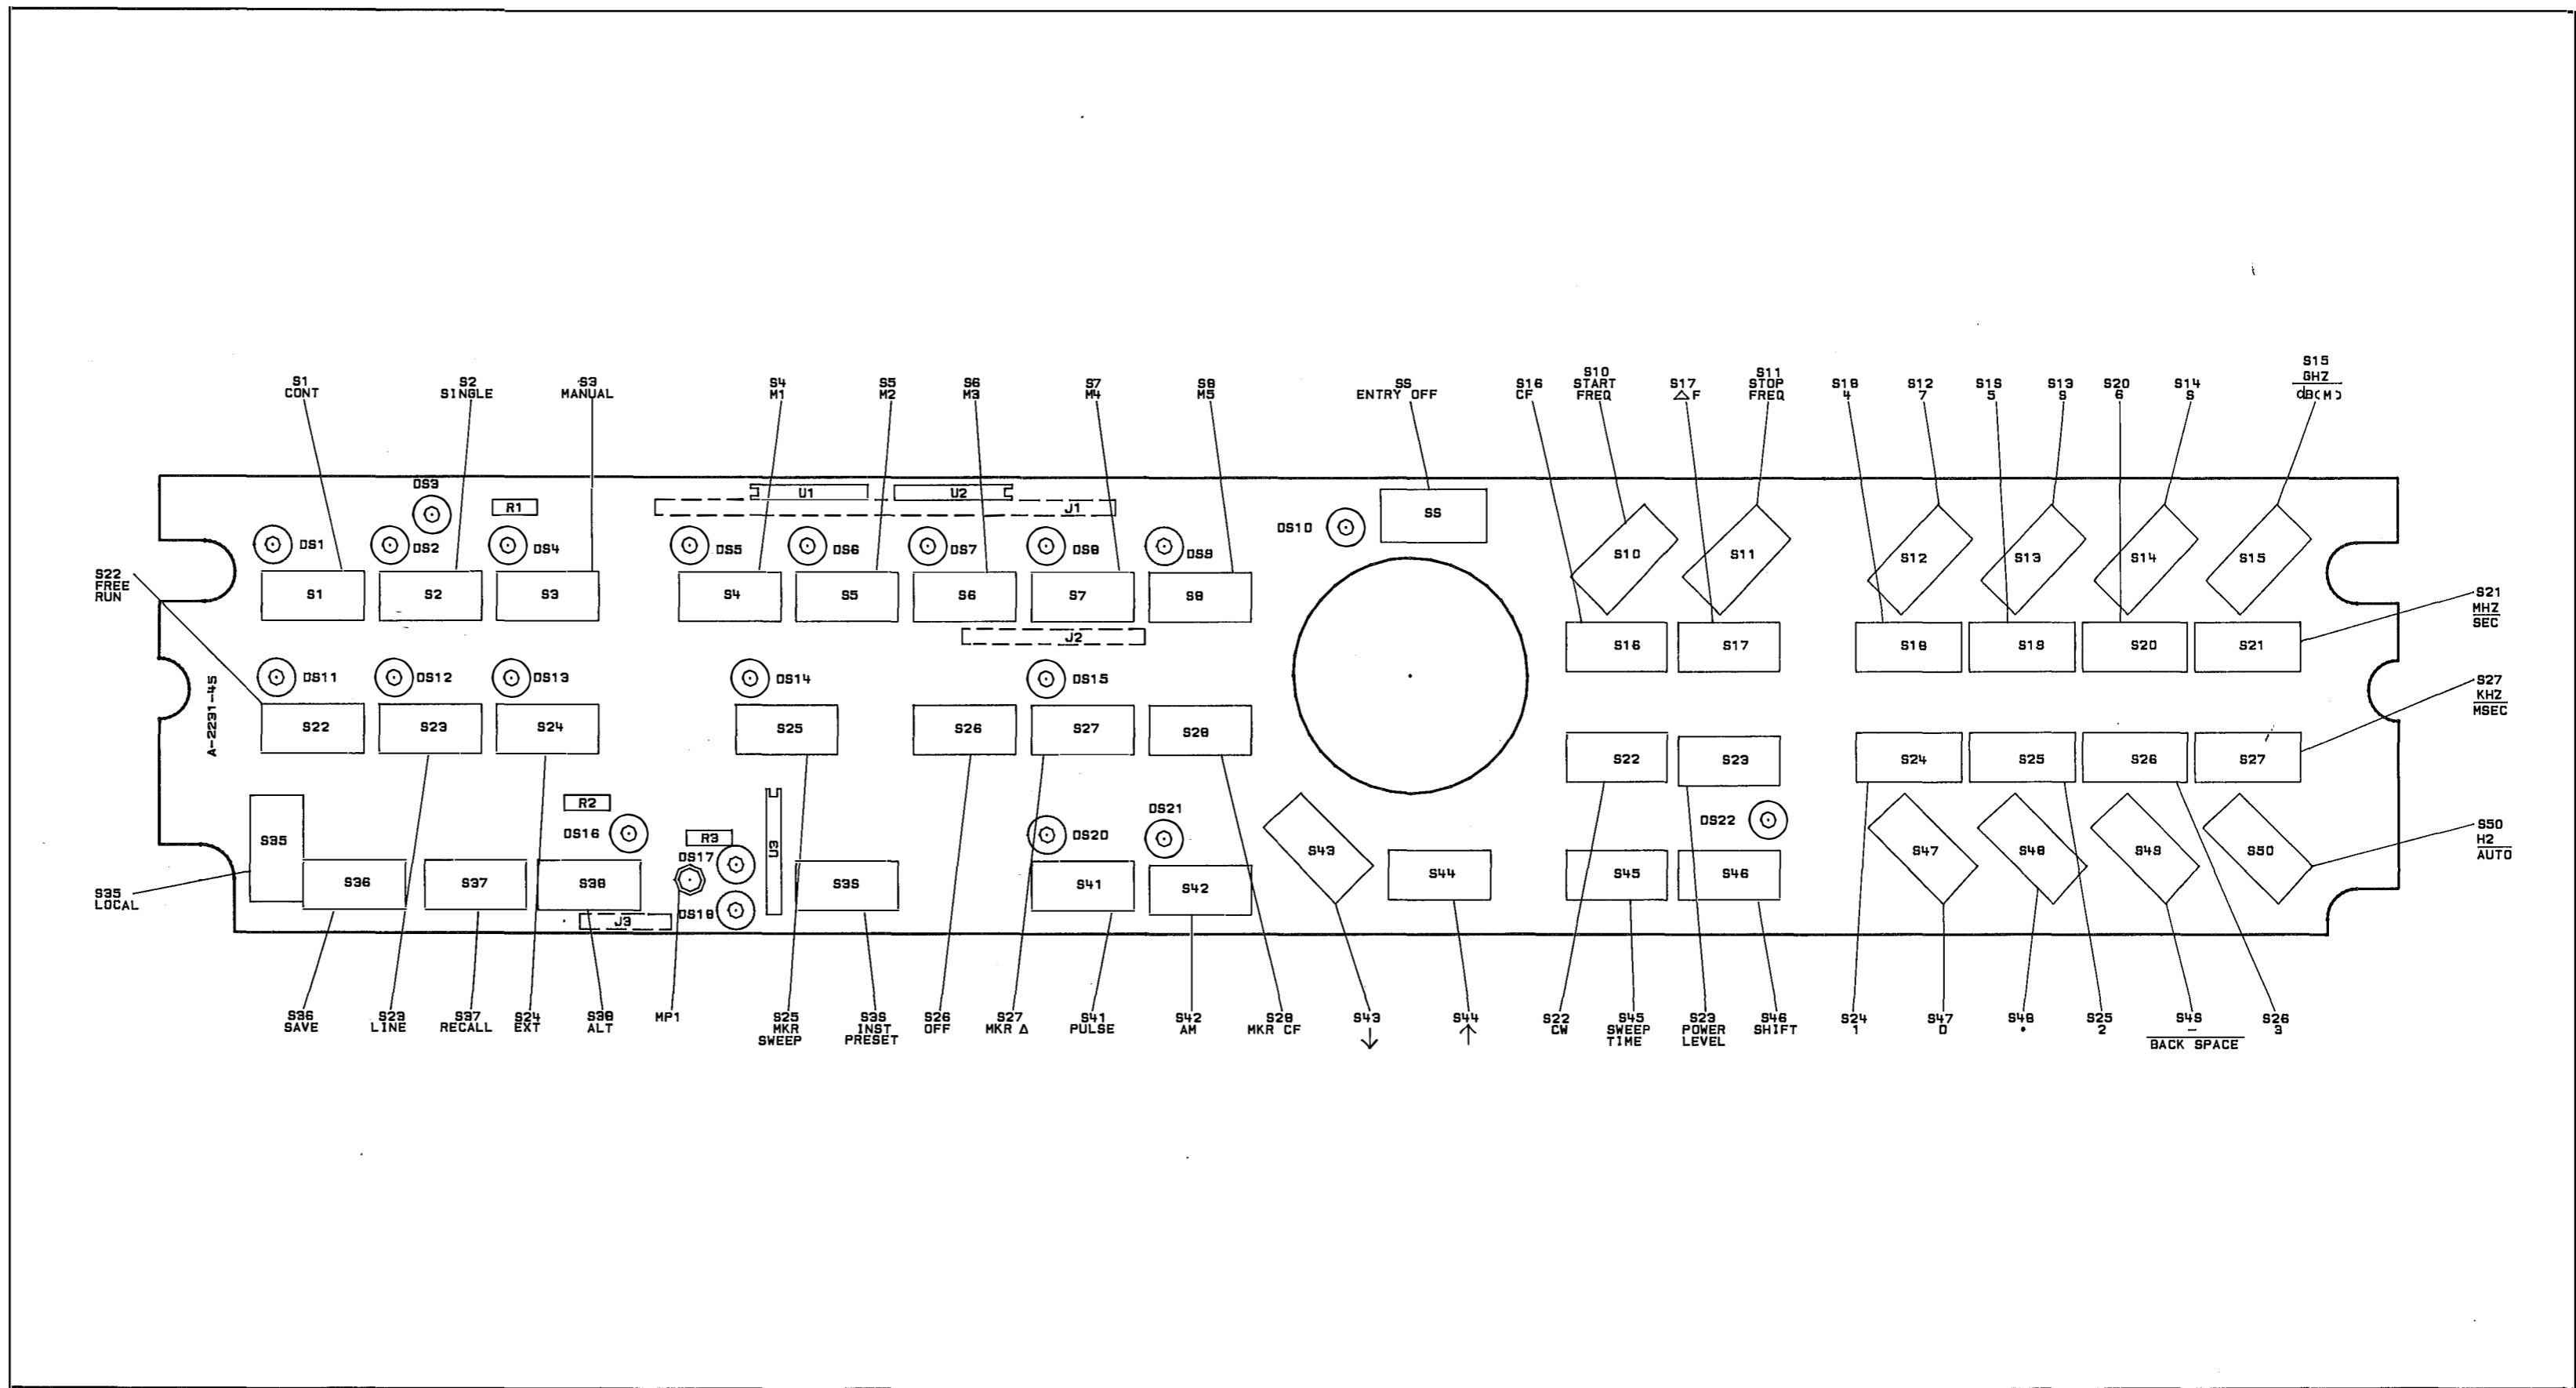 S1
CONT
S2
SINGLE
S3
MANUAL
S4
M1
S5
M2
S6
M3
S7
M4
S8
M5
S9
ENTRY OFF
S16
CF
S10
START
FREQ
S17
△F
S11
STOP
FREQ
S18
4
S12
7
S19
5
S13
8
S20
6
S14
9
S15
GHZ
dB(M)
DS3
R1
U1
U2
J1
DS1
DS2
DS4
DS5
DS6
DS7
DS8
DS9
DS10
S9
S10
S11
S12
S13
S14
S15
S22
FREE
RUN
S1
S2
S3
S4
S5
S6
S7
S8
J2
S16
S17
S18
S19
S20
S21
S21
MHZ
SEC
A-2291-45
DS11
DS12
DS13
DS14
DS15
S22
S23
S24
S25
S26
S27
S28
S22
S23
S24
S25
S26
S27
S27
KHZ
MSEC
R2
DS16
R3
DS17
U3
DS20
DS21
DS22
S35
S36
S37
S38
S39
S41
S42
S43
S44
S45
S46
S47
S48
S49
S50
S50
HZ
AUTO
S35
LOCAL
J3
DS18
S36
SAVE
S23
LINE
S37
RECALL
S24
EXT
S38
ALT
MP1
S25
MKR
SWEEP
S39
INST
PRESET
S26
OFF
S27
MKR Δ
S41
PULSE
S42
AM
S28
MKR CF
S43
↓
S44
↑
S22
CW
S45
SWEEP
TIME
S23
POWER
LEVEL
S46
SHIFT
S24
1
S47
0
S48
•
S25
2
S49
–
BACK SPACE
S26
3